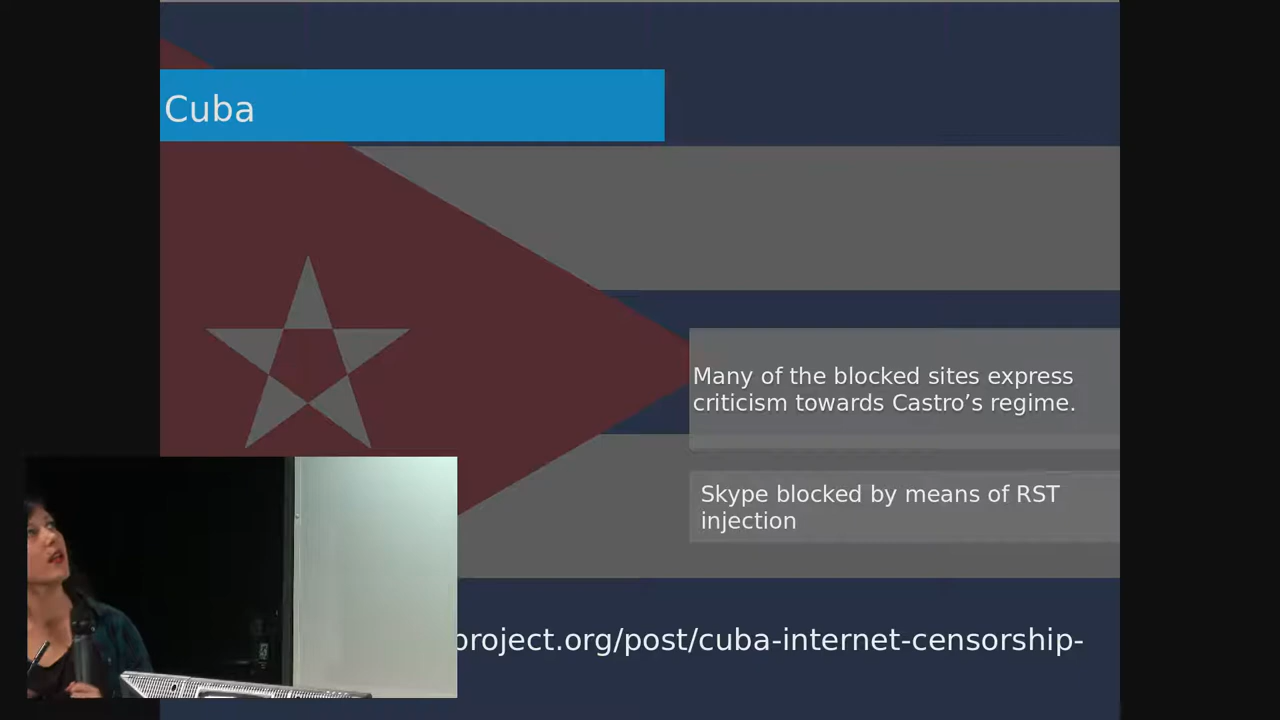 Cuba
Many of the blocked sites express
criticism towards Castro’s regime.
Skype blocked by means of RST
injection
project.org/post/cuba-internet-censorship-